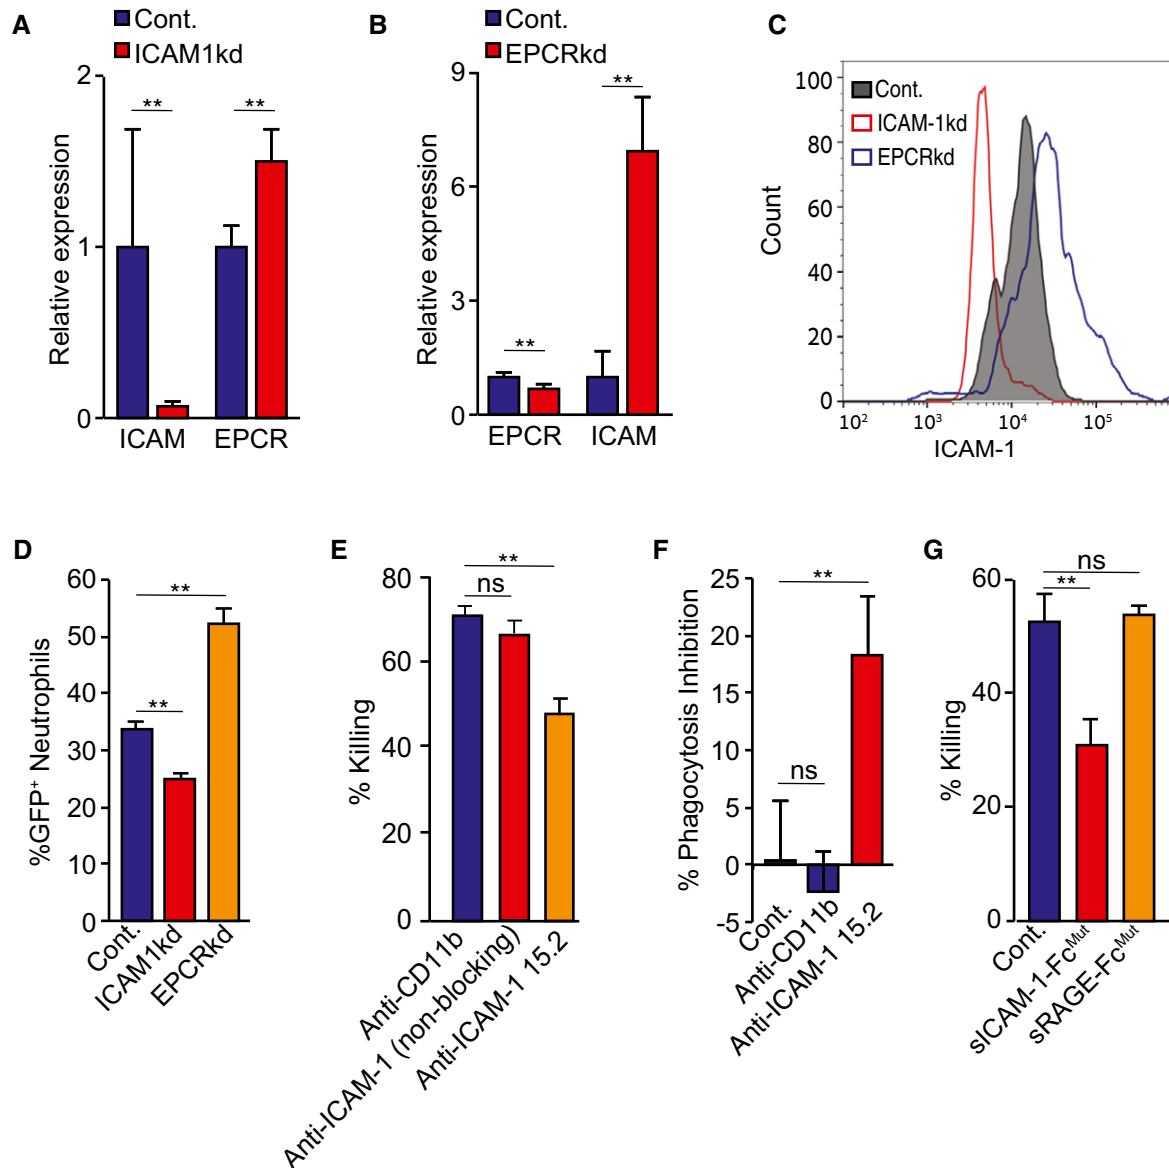 A
Cont.
ICAM1kd
Relative expression
2
1
0
**
**
ICAM
EPCR
B
Cont.
EPCRkd
Relative expression
9
6
3
0
**
**
EPCR
ICAM
C
Cont.
ICAM-1kd
EPCRkd
Count
100
80
60
40
20
0
10²
10³
10⁴
10⁵
ICAM-1
D
%GFP⁺ Neutrophils
60
50
40
30
20
10
0
**
**
Cont.
ICAM1kd
EPCRkd
E
% Killing
80
60
40
20
0
**
ns
Anti-CD11b
Anti-ICAM-1 (non-blocking)
Anti-ICAM-1 15.2
F
% Phagocytosis Inhibition
25
20
15
10
5
0
-5
**
ns
Cont.
Anti-CD11b
Anti-ICAM-1 15.2
G
% Killing
60
40
20
0
ns
**
Cont.
sICAM-1-Fcᴹᵘᵗ
sRAGE-Fcᴹᵘᵗ